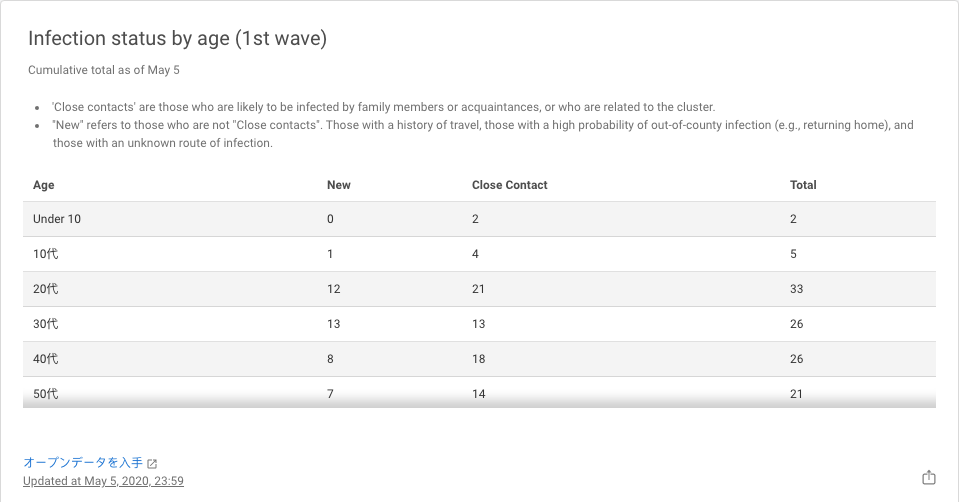 Infection status by age (1st wave)
Cumulative total as of May 5
• 'Close contacts' are those who are likely to be infected by family members or acquaintances, or who are related to the cluster.
• "New" refers to those who are not "Close contacts". Those with a history of travel, those with a high probability of out-of-county infection (e.g., returning home), and
those with an unknown route of infection.
Age New Close Contact Total
Under 10 0 2 2
10代 1 4 5
20代 12 21 33
30代 13 13 26
40代 8 18 26
50代 7 14 21
オープンデータを入手
Updated at May 5, 2020, 23:59